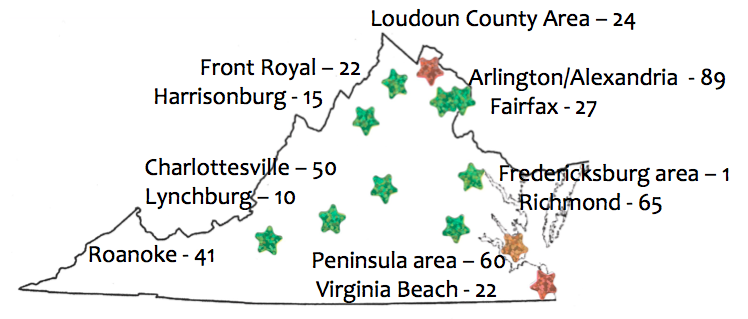 Loudoun County Area – 24
Front Royal – 22
Harrisonburg - 15
Arlington/Alexandria - 89
Fairfax - 27
Charlottesville – 50
Lynchburg – 10
Fredericksburg area – 1
Richmond - 65
Roanoke - 41
Peninsula area – 60
Virginia Beach - 22